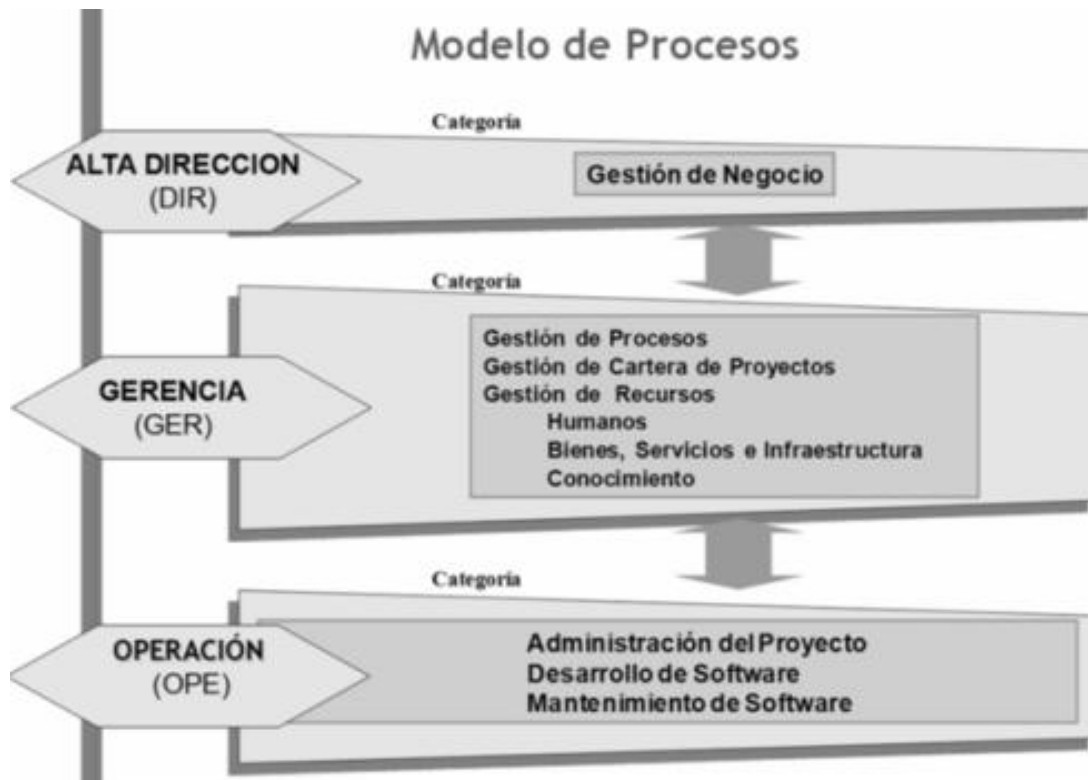 Modelo de Procesos
Categoría
ALTA DIRECCION
(DIR)
Gestión de Negocio
Categoría
GERENCIA
(GER)
Gestión de Procesos
Gestión de Cartera de Proyectos
Gestión de Recursos
Humanos
Bienes, Servicios e Infraestructura
Conocimiento
Categoría
OPERACIÓN
(OPE)
Administración del Proyecto
Desarrollo de Software
Mantenimiento de Software